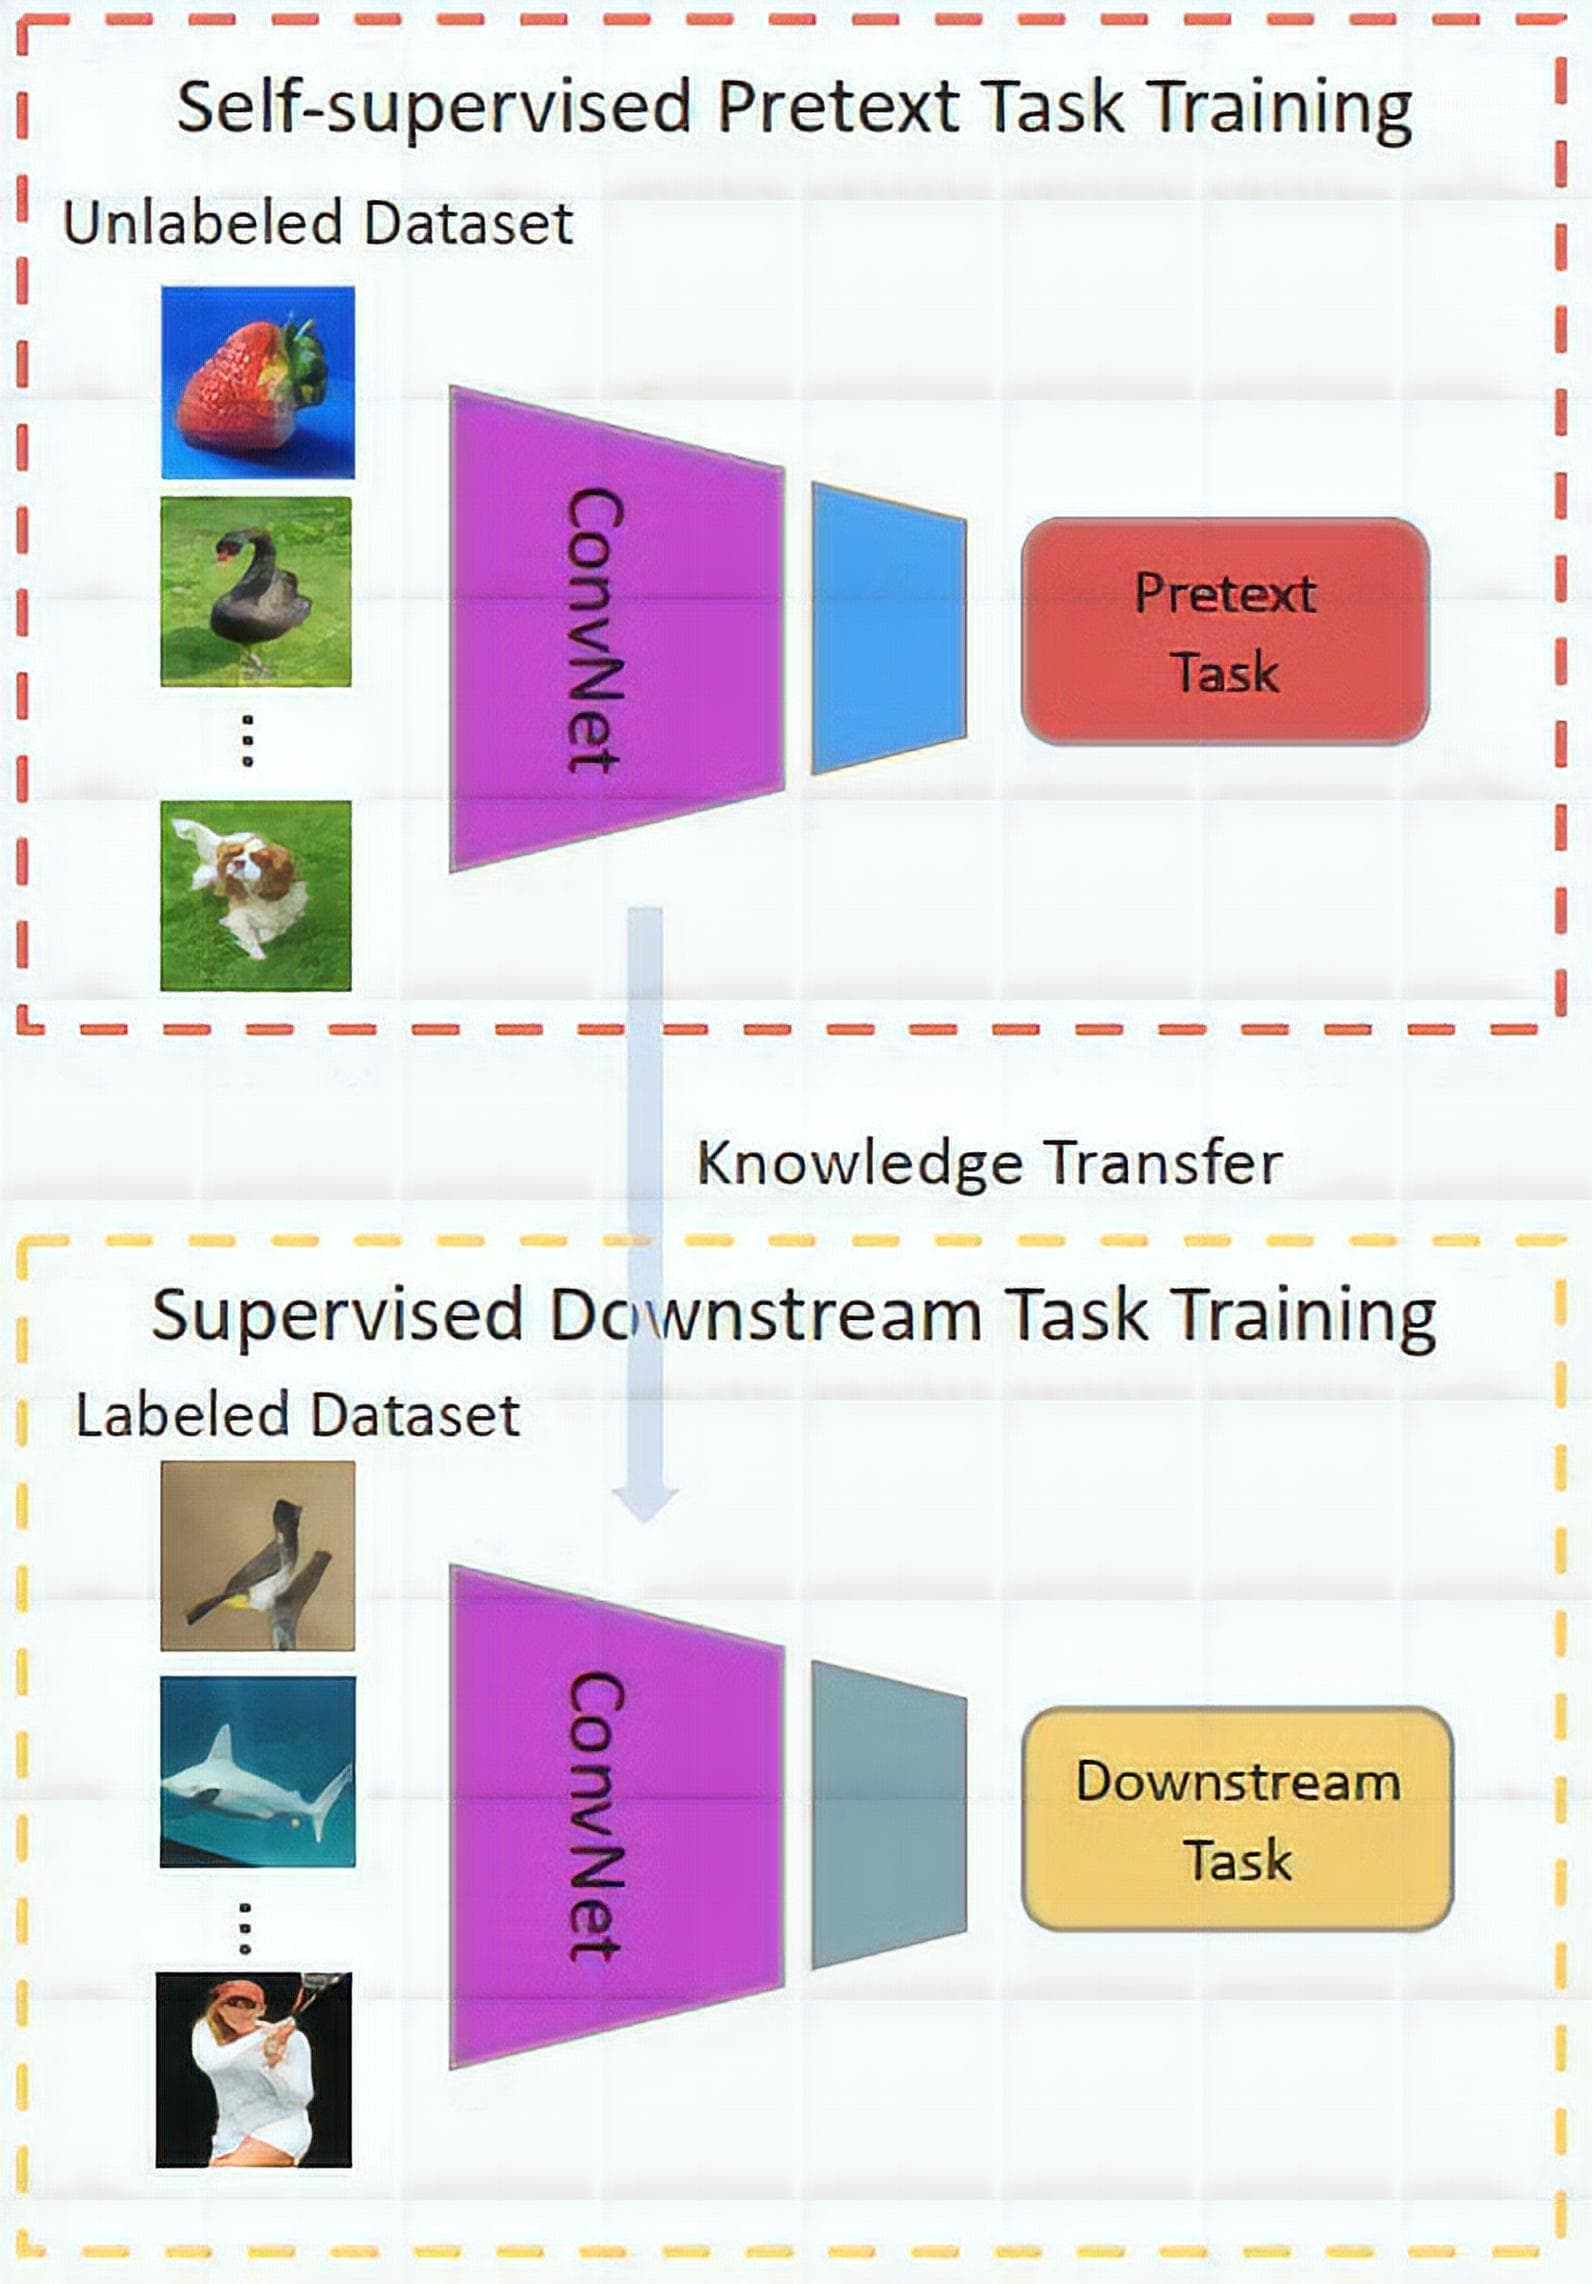 Self-supervised Pretext Task Training
Unlabeled Dataset
ConvNet
Pretext
Task
Knowledge Transfer
Supervised Downstream Task Training
Labeled Dataset
ConvNet
Downstream
Task